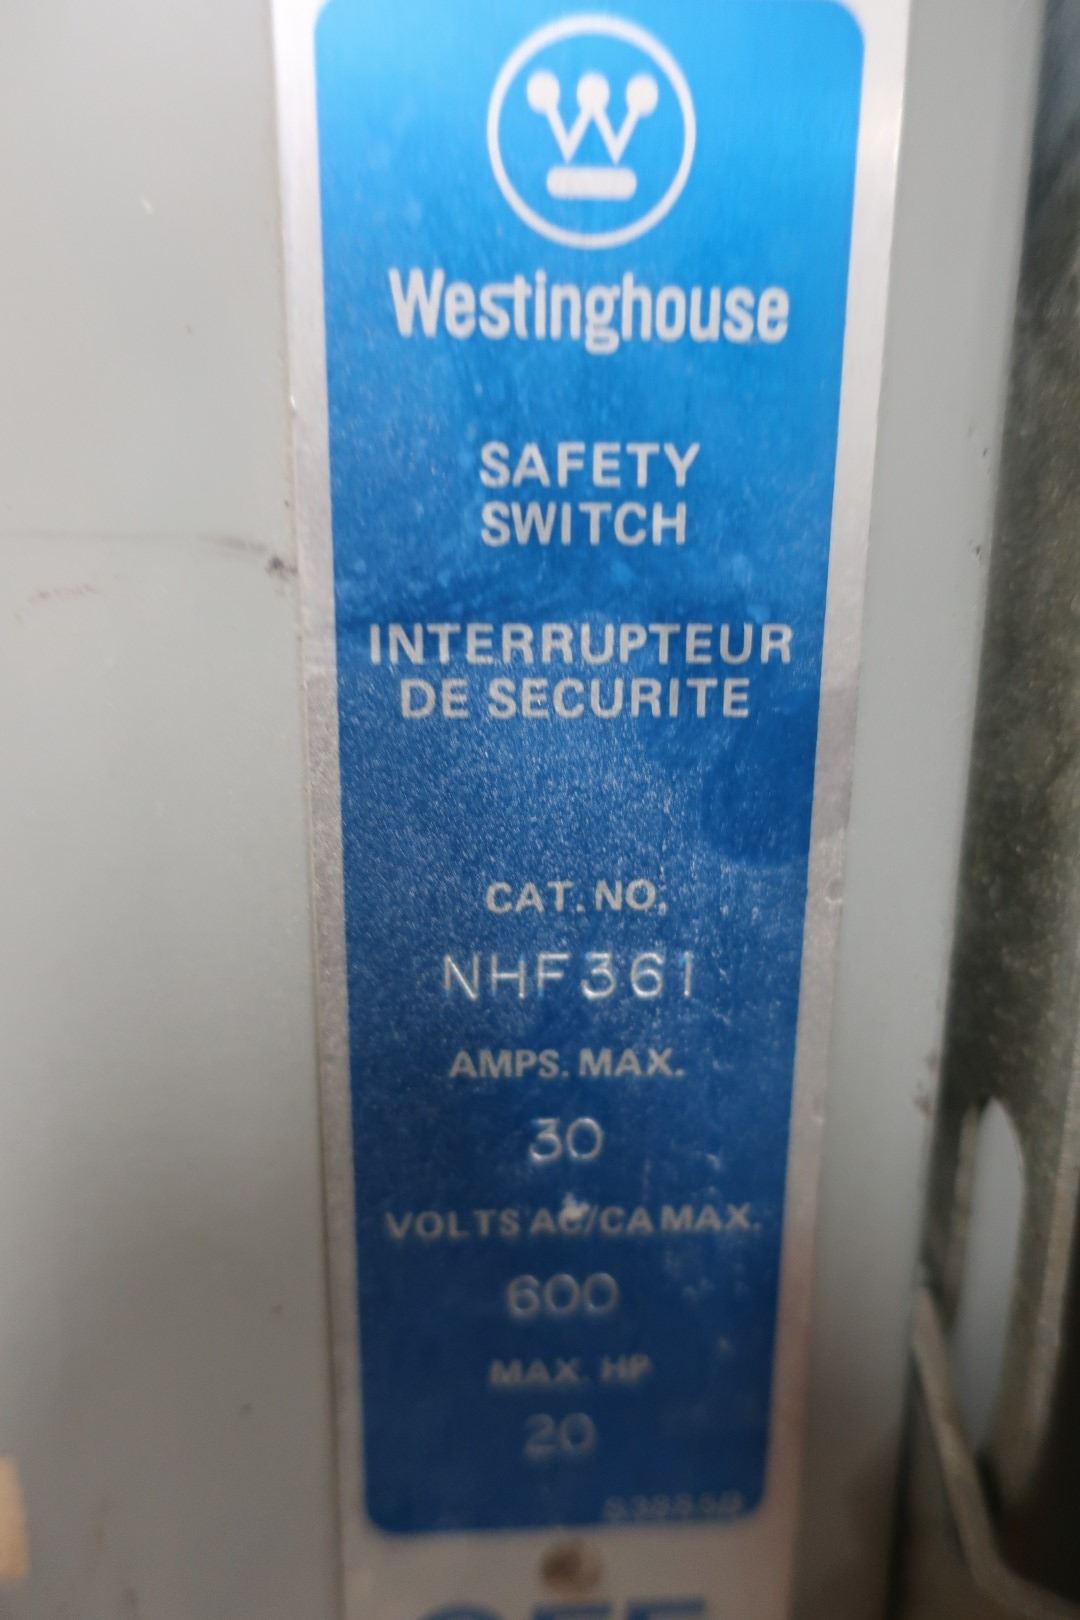 Westinghouse
SAFETY
SWITCH
INTERRUPTEUR
DE SECURITE
CAT. NO.
NHF361
AMPS. MAX.
30
VOLTS AC/CA MAX.
600
MAX. HP
20
OFF